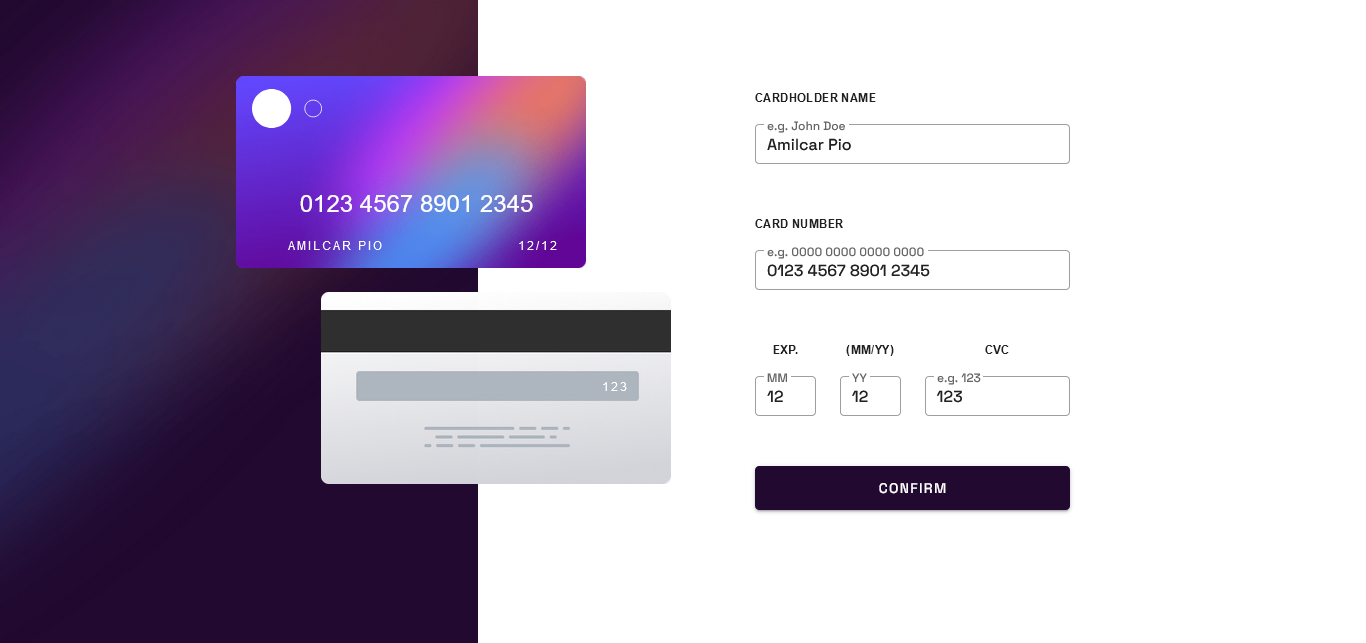 0123 4567 8901 2345
AMILCAR PIO 12/12
123
CARDHOLDER NAME
e.g. John Doe
Amilcar Pio
CARD NUMBER
e.g. 0000 0000 0000 0000
0123 4567 8901 2345
EXP. (MM/YY) CVC
MM YY e.g. 123
12 12 123
CONFIRM